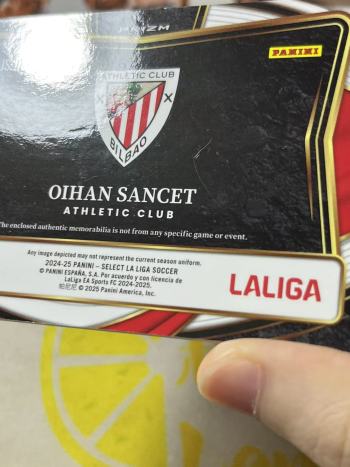 PRIZM
PANINI
ATHLETIC CLUB
BILBAO
OIHAN SANCET
ATHLETIC CLUB
The enclosed authentic memorabilia is not from any specific game or event.
Any image depicted may not represent the current season uniform.
2024-25 PANINI - SELECT LA LIGA SOCCER
© PANINI ESPAÑA, S.A. Por acuerdo y con licencia de
LaLiga EA Sports FC 2024-2025.
帕尼尼 © 2025 Panini America, Inc.
LALIGA